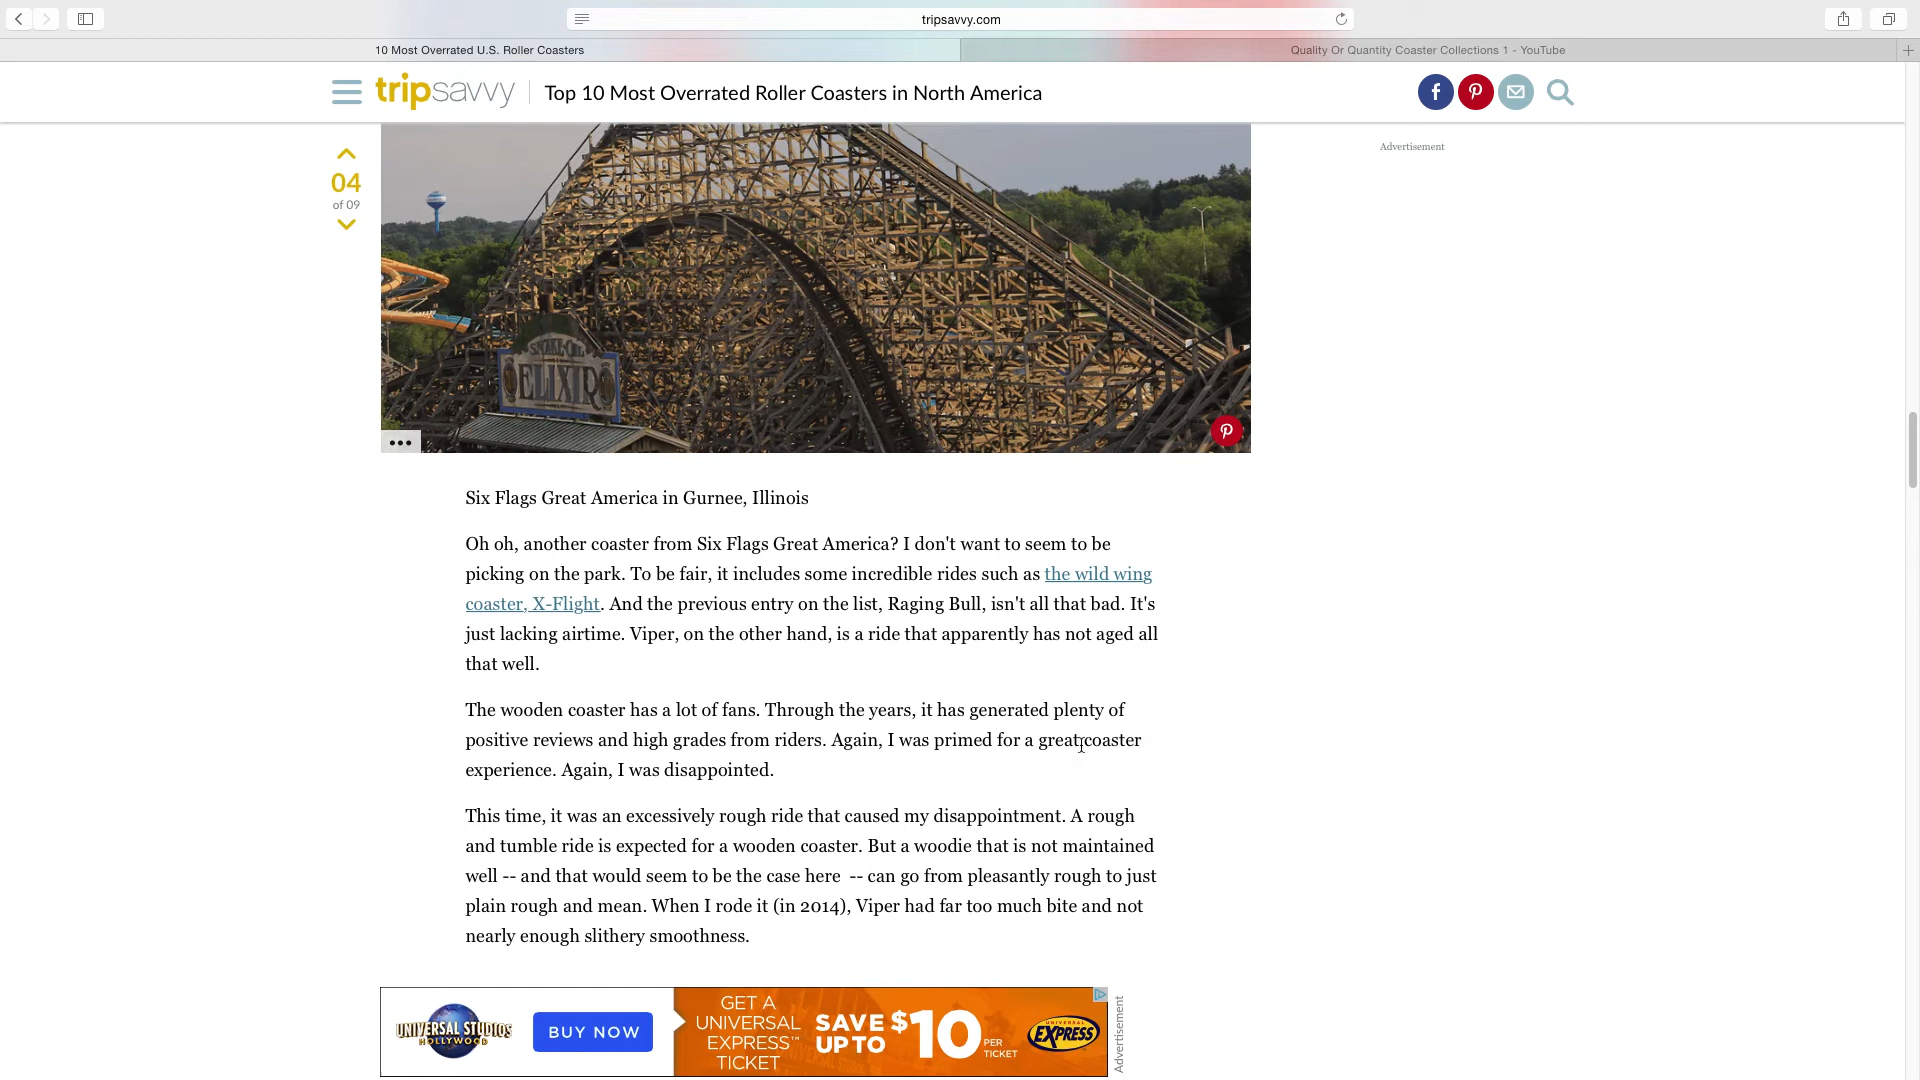 tripsavvy.com
10 Most Overrated U.S. Roller Coasters
Quality Or Quantity Coaster Collections 1 - YouTube
tripsavvy
Top 10 Most Overrated Roller Coasters in North America
Advertisement
04
of 09
SNAKE-OIL
ELIXIR
Six Flags Great America in Gurnee, Illinois
Oh oh, another coaster from Six Flags Great America? I don't want to seem to be
picking on the park. To be fair, it includes some incredible rides such as the wild wing
coaster, X-Flight. And the previous entry on the list, Raging Bull, isn't all that bad. It's
just lacking airtime. Viper, on the other hand, is a ride that apparently has not aged all
that well.
The wooden coaster has a lot of fans. Through the years, it has generated plenty of
positive reviews and high grades from riders. Again, I was primed for a great coaster
experience. Again, I was disappointed.
This time, it was an excessively rough ride that caused my disappointment. A rough
and tumble ride is expected for a wooden coaster. But a woodie that is not maintained
well -- and that would seem to be the case here  -- can go from pleasantly rough to just
plain rough and mean. When I rode it (in 2014), Viper had far too much bite and not
nearly enough slithery smoothness.
UNIVERSAL STUDIOS
HOLLYWOOD
BUY NOW
GET A
UNIVERSAL
EXPRESS™
TICKET
SAVE
UP TO
$10
PER
TICKET
UNIVERSAL
EXPRESS
Advertisement